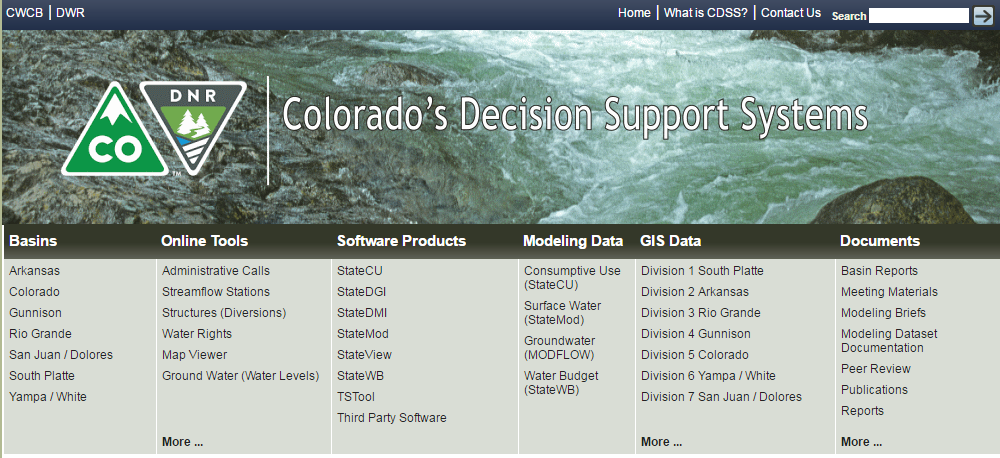 CWCB | DWR
Home | What is CDSS? | Contact Us Search
CO
TM
DNR
Colorado's Decision Support Systems
Basins
Arkansas
Colorado
Gunnison
Rio Grande
San Juan / Dolores
South Platte
Yampa / White
Online Tools
Administrative Calls
Streamflow Stations
Structures (Diversions)
Water Rights
Map Viewer
Ground Water (Water Levels)
More ...
Software Products
StateCU
StateDGI
StateDMI
StateMod
StateView
StateWB
TSTool
Third Party Software
Modeling Data
Consumptive Use
(StateCU)
Surface Water
(StateMod)
Groundwater
(MODFLOW)
Water Budget
(StateWB)
GIS Data
Division 1 South Platte
Division 2 Arkansas
Division 3 Rio Grande
Division 4 Gunnison
Division 5 Colorado
Division 6 Yampa / White
Division 7 San Juan / Dolores
More ...
Documents
Basin Reports
Meeting Materials
Modeling Briefs
Modeling Dataset
Documentation
Peer Review
Publications
Reports
More ...